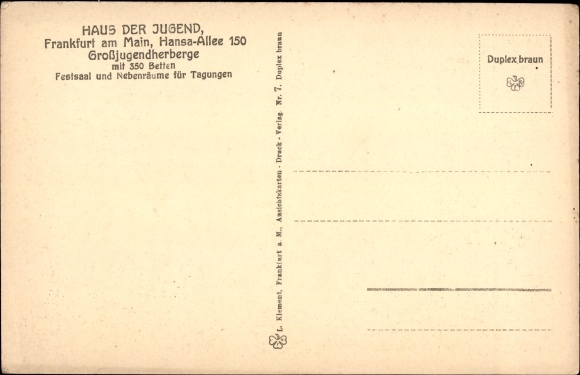 HAUS DER JUGEND,
Frankfurt am Main, Hansa-Allee 150
Großjugendherberge
mit 350 Betten
Festsaal und Nebenräume für Tagungen
L. Klement, Frankfurt a. M., Ansichtskarten-Druck-Verlag. Nr. 7. Duplex braun
Duplex braun